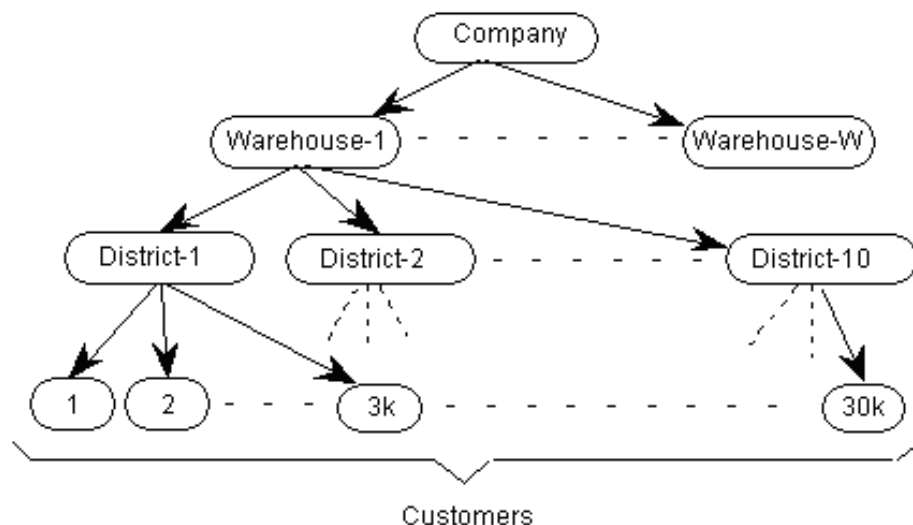 Company
Warehouse-1
Warehouse-W
District-1
District-2
District-10
1
2
3k
30k
Customers